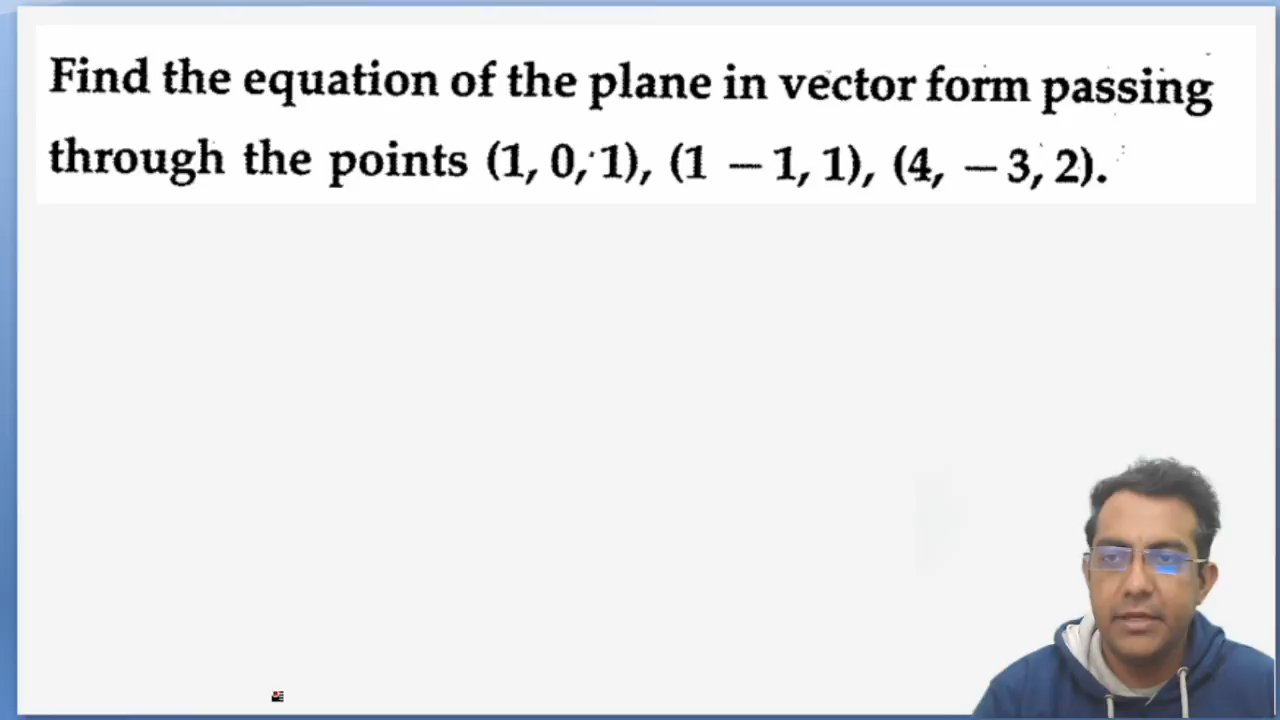 Find the equation of the plane in vector form passing
through the points (1, 0, 1), (1 − 1, 1), (4, − 3, 2).